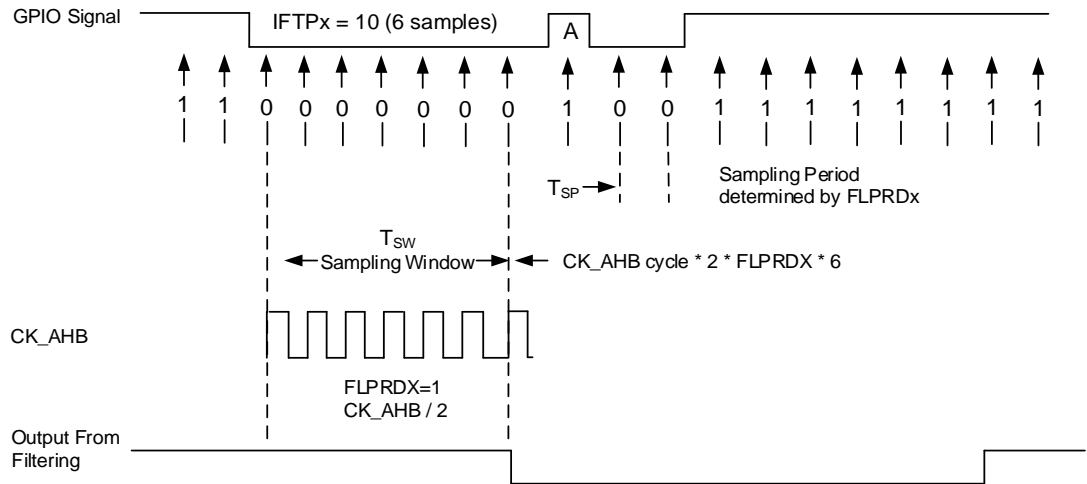 GPIO Signal
IFTPx = 10 (6 samples)
A
1 1 0 0 0 0 0 0 0 1 0 0 1 1 1 1 1 1 1 1
TSP
Sampling Period
determined by FLPRDx
TSW
Sampling Window
CK_AHB cycle * 2 * FLPRDX * 6
CK_AHB
FLPRDX=1
CK_AHB / 2
Output From
Filtering